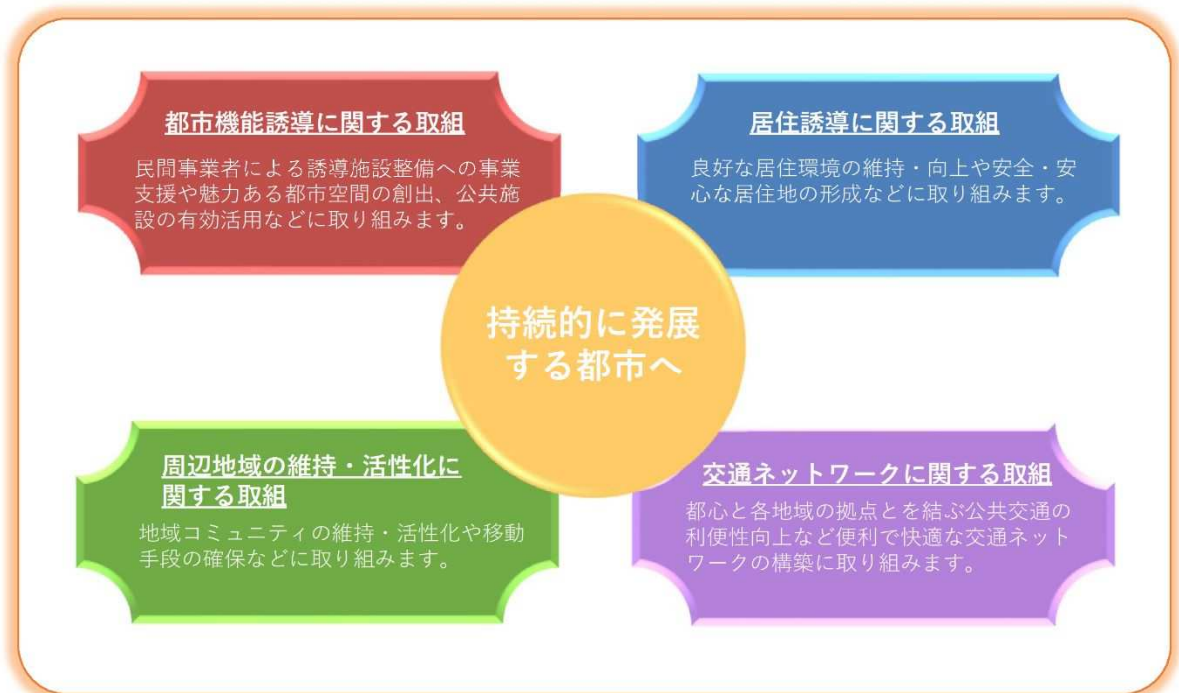 都市機能誘導に関する取組
民間事業者による誘導施設整備への事業
支援や魅力ある都市空間の創出、公共施
設の有効活用などに取り組みます。
居住誘導に関する取組
良好な居住環境の維持・向上や安全・安
心な居住地の形成などに取り組みます。
持続的に発展
する都市へ
周辺地域の維持・活性化に
関する取組
地域コミュニティの維持・活性化や移動
手段の確保などに取り組みます。
交通ネットワークに関する取組
都心と各地域の拠点とを結ぶ公共交通の
利便性向上など便利で快適な交通ネット
ワークの構築に取り組みます。